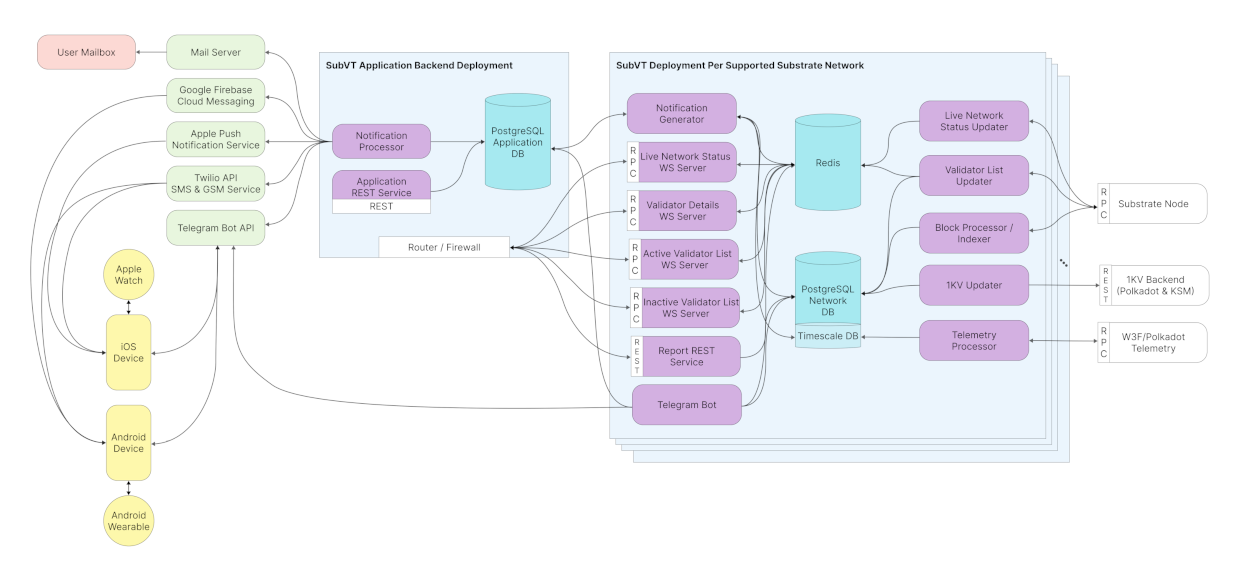 User Mailbox
Mail Server
Google Firebase
Cloud Messaging
Apple Push
Notification Service
Twilio API
SMS & GSM Service
Telegram Bot API
Apple
Watch
iOS
Device
Android
Device
Android
Wearable
SubVT Application Backend Deployment
Notification
Processor
Application
REST Service
REST
PostgreSQL
Application
DB
Router / Firewall
SubVT Deployment Per Supported Substrate Network
Notification
Generator
RPC
Live Network Status
WS Server
RPC
Validator Details
WS Server
RPC
Active Validator List
WS Server
RPC
Inactive Validator List
WS Server
REST
Report REST
Service
Telegram Bot
Redis
PostgreSQL
Network
DB
Timescale DB
Live Network
Status Updater
Validator List
Updater
Block Processor /
Indexer
1KV Updater
Telemetry
Processor
RPC
Substrate Node
REST
1KV Backend
(Polkadot & KSM)
RPC
W3F/Polkadot
Telemetry